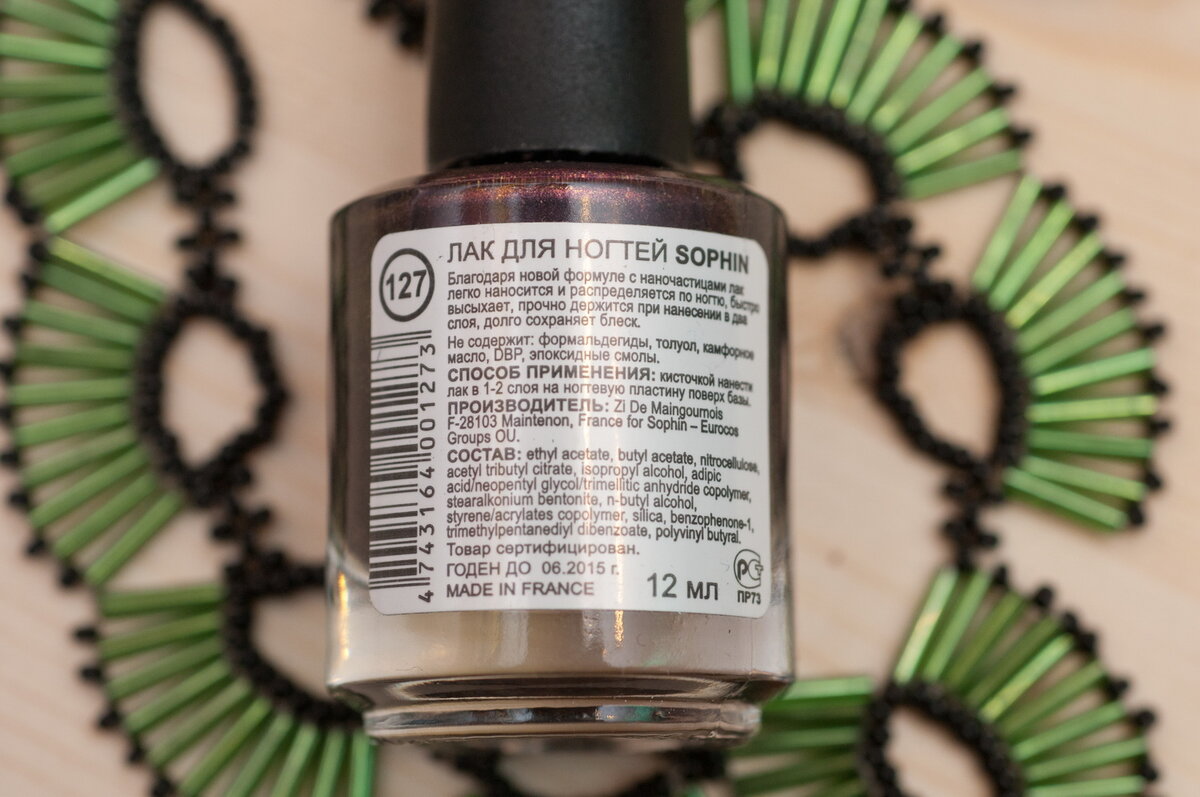 127
ЛАК ДЛЯ НОГТЕЙ SOPHIN
Благодаря новой формуле с наночастицами лак
легко наносится и распределяется по ногтю, быстро
высыхает, прочно держится при нанесении в два
слоя, долго сохраняет блеск.
Не содержит: формальдегиды, толуол, камфорное
масло, DBP, эпоксидные смолы.
СПОСОБ ПРИМЕНЕНИЯ: кисточкой нанести
лак в 1-2 слоя на ногтевую пластину поверх базы.
ПРОИЗВОДИТЕЛЬ: Zi De Maingournois
F-28103 Maintenon, France for Sophin – Eurocos
Groups OU.
СОСТАВ: ethyl acetate, butyl acetate, nitrocellulose,
acetyl tributyl citrate, isopropyl alcohol, adipic
acid/neopentyl glycol/trimellitic anhydride copolymer,
stearalkonium bentonite, n-butyl alcohol,
styrene/acrylates copolymer, silica, benzophenone-1,
trimethylpentanediyl dibenzoate, polyvinyl butyral.
Товар сертифицирован.
ГОДЕН ДО 06.2015 г.
MADE IN FRANCE
12 мл
РС
ПР73
4 743164 001273